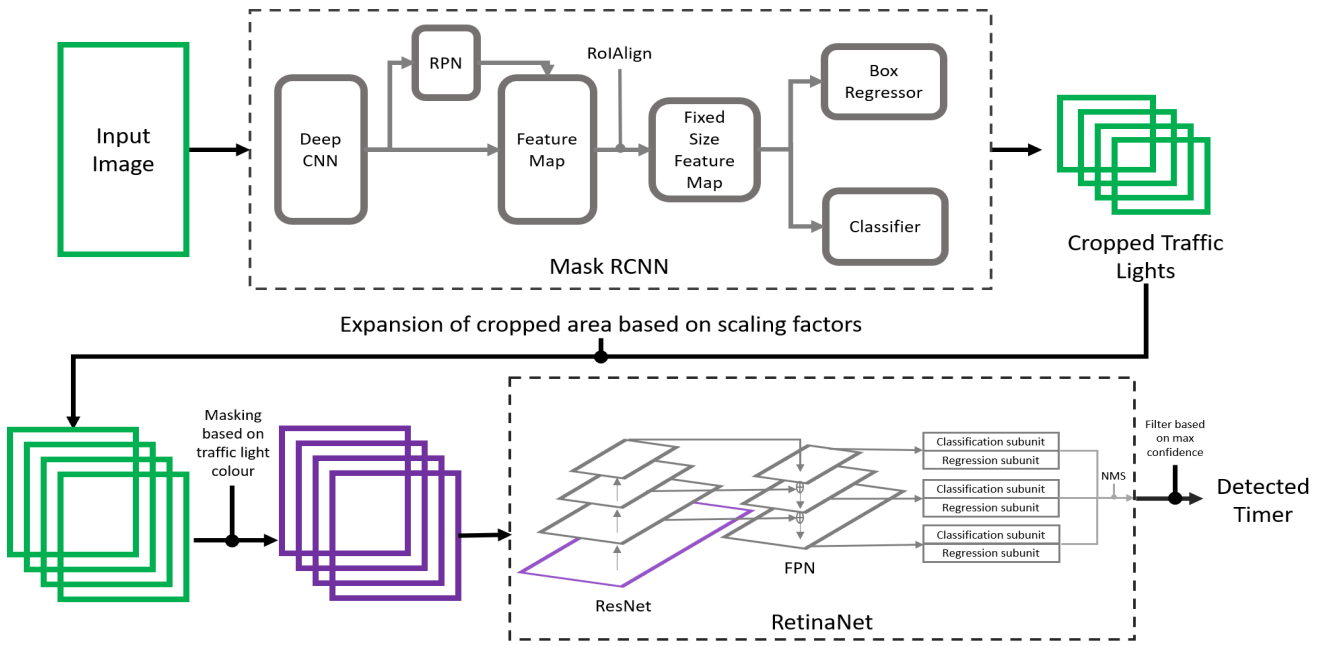 Input
Image
Deep
CNN
RPN
Feature
Map
RoIAlign
Fixed
Size
Feature
Map
Box
Regressor
Classifier
Mask RCNN
Cropped Traffic
Lights
Expansion of cropped area based on scaling factors
Masking
based on
traffic light
colour
ResNet
FPN
Classification subunit
Regression subunit
Classification subunit
Regression subunit
Classification subunit
Regression subunit
NMS
RetinaNet
Filter based
on max
confidence
Detected
Timer